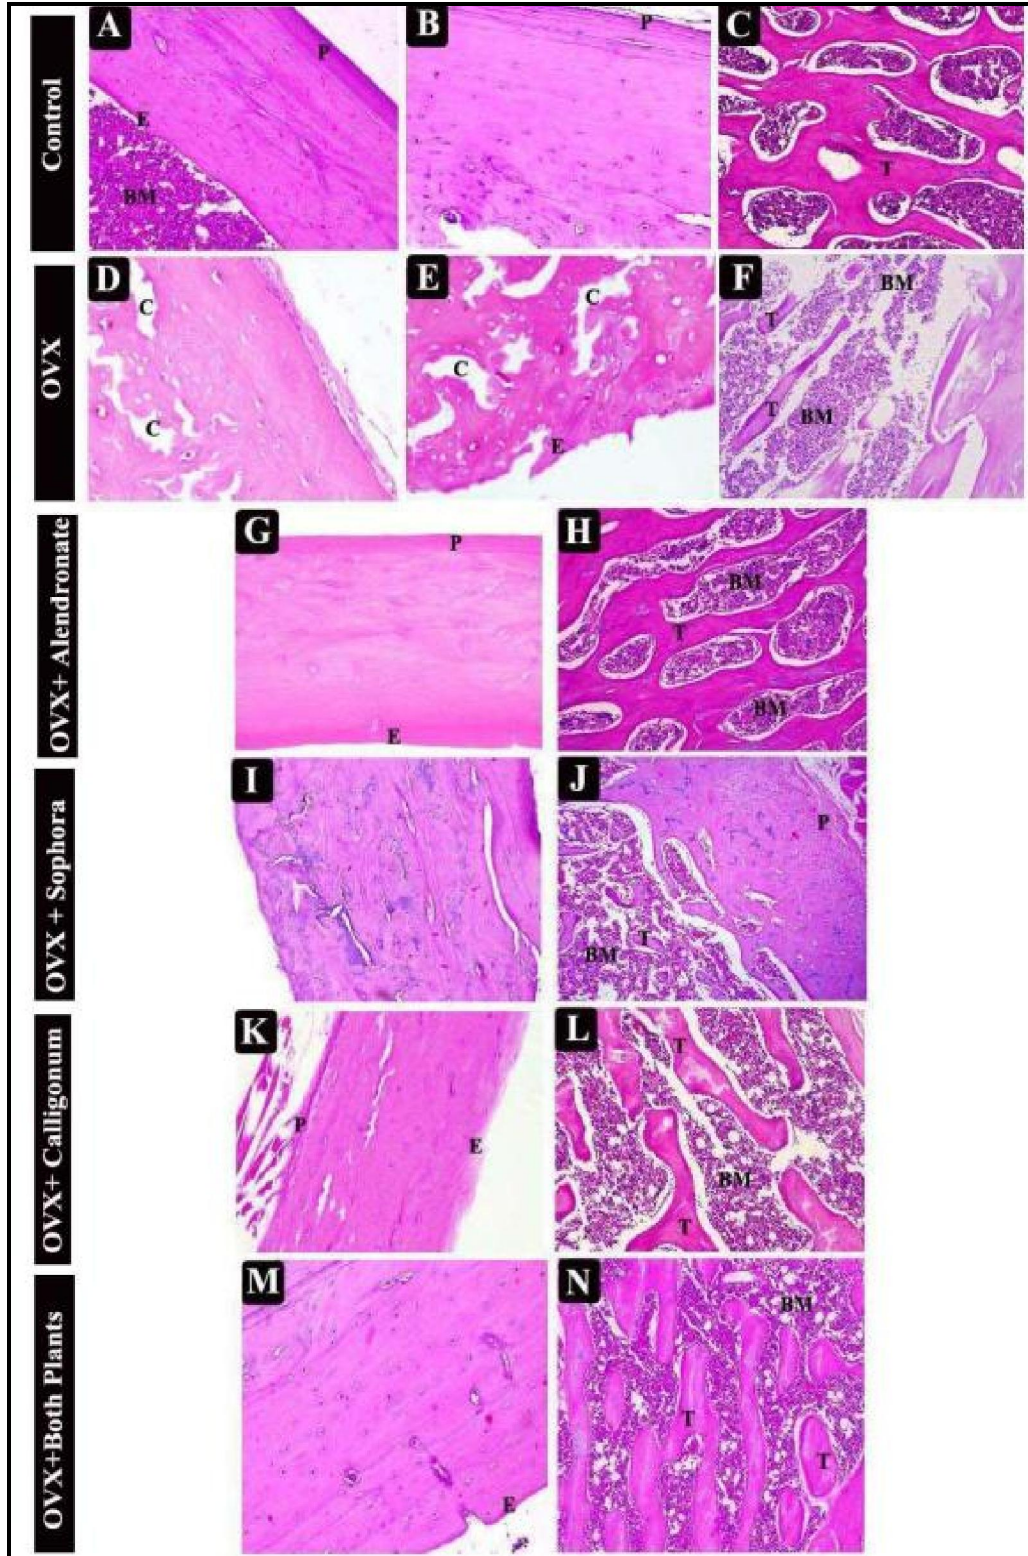 Control
A
P
E
BM
B
P
C
T
OVX
D
C
C
E
C
C
E
F
BM
T
T
BM
OVX+ Alendronate
G
P
E
H
BM
T
BM
OVX + Sophora
I
J
P
T
BM
OVX+ Calligonum
K
P
E
L
T
BM
T
OVX+Both Plants
M
E
N
BM
T
T